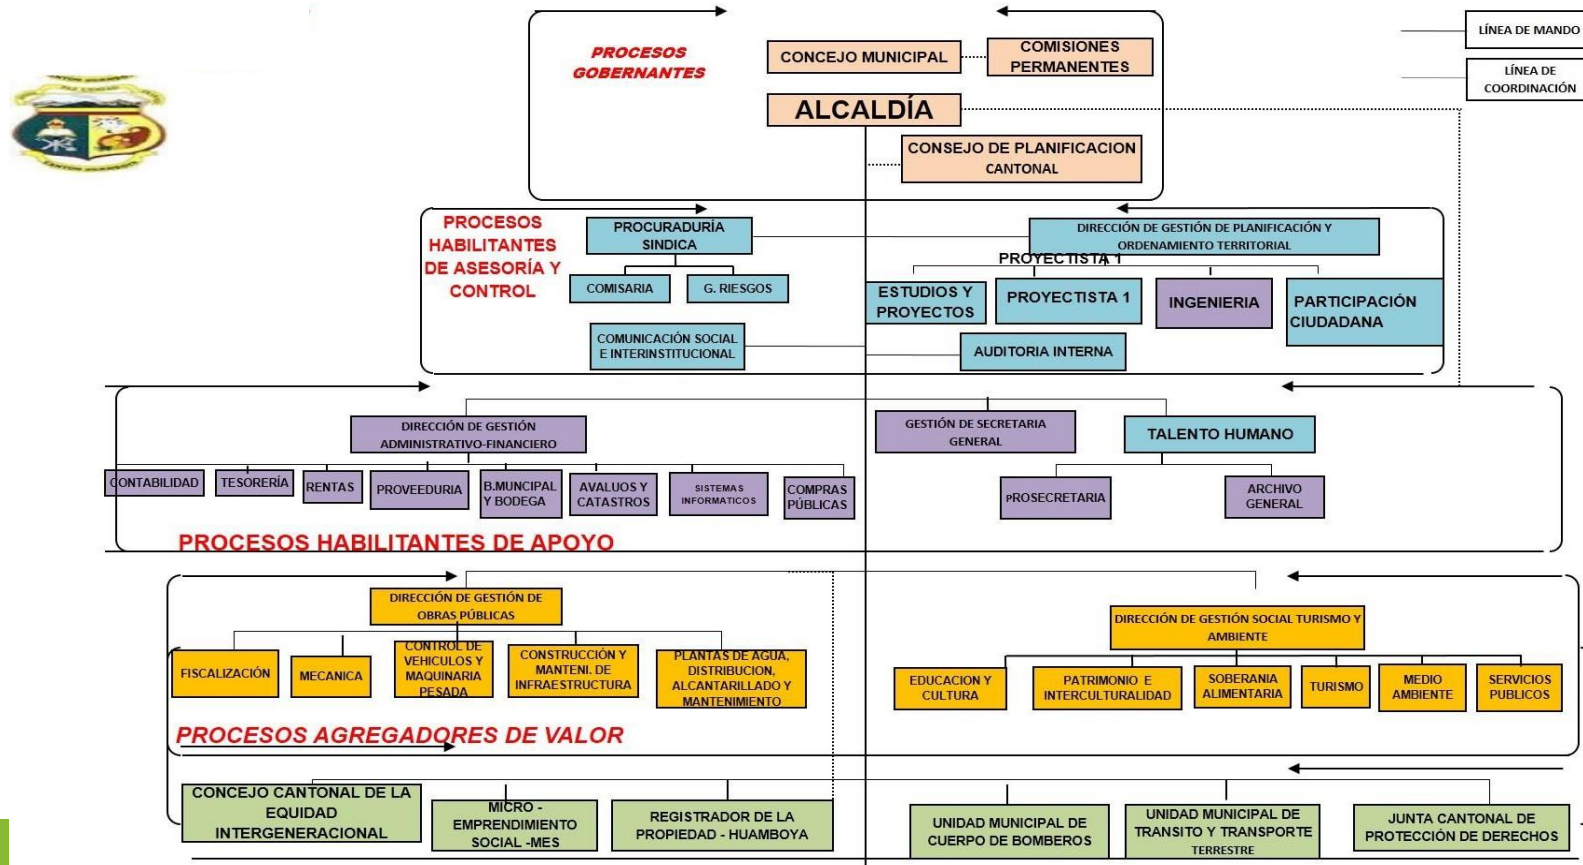 PROCESOS
GOBERNANTES
CONCEJO MUNICIPAL
COMISIONES
PERMANENTES
LÍNEA DE MANDO
LÍNEA DE
COORDINACIÓN
ALCALDÍA
CONSEJO DE PLANIFICACION
CANTONAL
PROCESOS
HABILITANTES
DE ASESORÍA Y
CONTROL
PROCURADURÍA
SINDICA
DIRECCIÓN DE GESTIÓN DE PLANIFICACIÓN Y
ORDENAMIENTO TERRITORIAL
PROYECTISTA 1
COMISARIA
G. RIESGOS
ESTUDIOS Y
PROYECTOS
PROYECTISTA 1
INGENIERIA
PARTICIPACIÓN
CIUDADANA
COMUNICACIÓN SOCIAL
E INTERINSTITUCIONAL
AUDITORIA INTERNA
DIRECCIÓN DE GESTIÓN
ADMINISTRATIVO-FINANCIERO
GESTIÓN DE SECRETARIA
GENERAL
TALENTO HUMANO
CONTABILIDAD
TESORERÍA
RENTAS
PROVEEDURIA
B.MUNCIPAL
Y BODEGA
AVALUOS Y
CATASTROS
SISTEMAS
INFORMATICOS
COMPRAS
PÚBLICAS
PROSECRETARIA
ARCHIVO
GENERAL
PROCESOS HABILITANTES DE APOYO
DIRECCIÓN DE GESTIÓN DE
OBRAS PÚBLICAS
DIRECCIÓN DE GESTIÓN SOCIAL TURISMO Y
AMBIENTE
FISCALIZACIÓN
MECANICA
CONTROL DE
VEHICULOS Y
MAQUINARIA
PESADA
CONSTRUCCIÓN Y
MANTENI. DE
INFRAESTRUCTURA
PLANTAS DE AGUA,
DISTRIBUCION,
ALCANTARILLADO Y
MANTENIMIENTO
EDUCACION Y
CULTURA
PATRIMONIO E
INTERCULTURALIDAD
SOBERANIA
ALIMENTARIA
TURISMO
MEDIO
AMBIENTE
SERVICIOS
PUBLICOS
PROCESOS AGREGADORES DE VALOR
CONCEJO CANTONAL DE LA
EQUIDAD
INTERGENERACIONAL
MICRO -
EMPRENDIMIENTO
SOCIAL -MES
REGISTRADOR DE LA
PROPIEDAD - HUAMBOYA
UNIDAD MUNICIPAL DE
CUERPO DE BOMBEROS
UNIDAD MUNICIPAL DE
TRANSITO Y TRANSPORTE
TERRESTRE
JUNTA CANTONAL DE
PROTECCIÓN DE DERECHOS